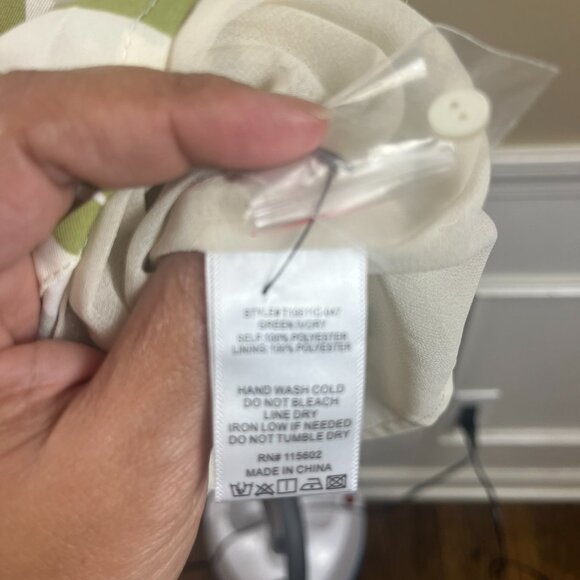 GREEN IVORY
SELF:100% POLYESTER
LINING: 100% POLYESTER
HAND WASH COLD
DO NOT BLEACH
LINE DRY
IRON LOW IF NEEDED
DO NOT TUMBLE DRY
RN# 115602
MADE IN CHINA